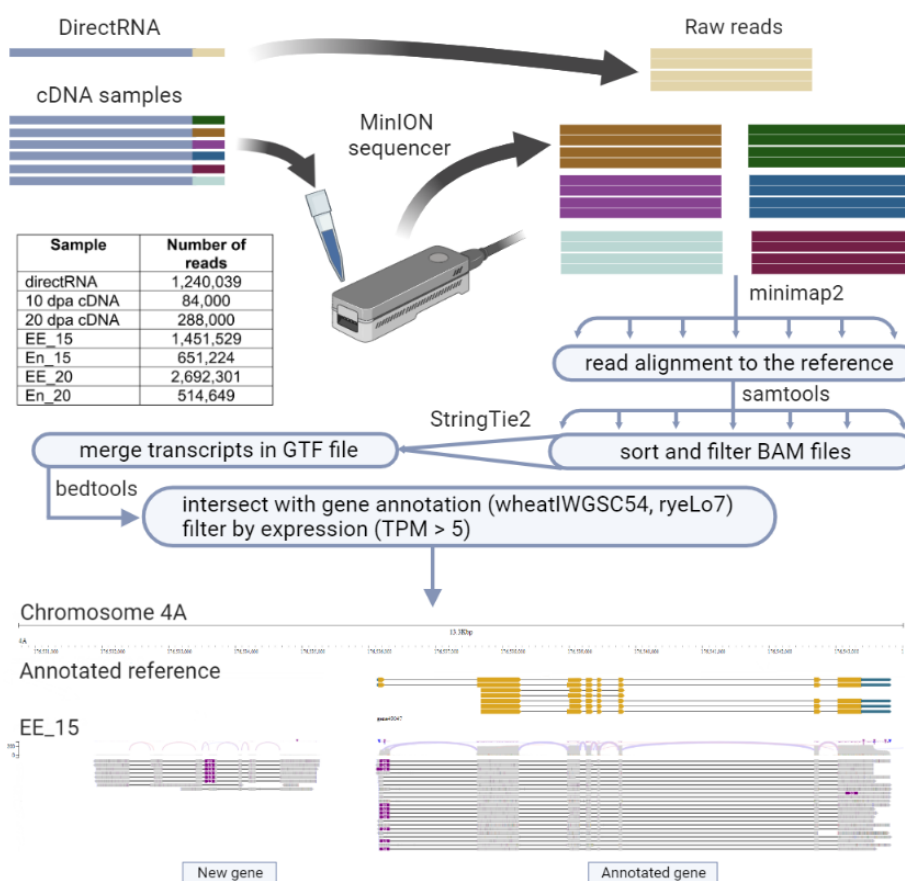 DirectRNA
Raw reads
cDNA samples
MinION
sequencer
Sample Number of
reads
directRNA 1,240,039
10 dpa cDNA 84,000
20 dpa cDNA 288,000
EE_15 1,451,529
En_15 651,224
EE_20 2,692,301
En_20 514,649
minimap2
read alignment to the reference
samtools
StringTie2
merge transcripts in GTF file
sort and filter BAM files
bedtools
intersect with gene annotation (wheatIWGSC54, ryeLo7)
filter by expression (TPM > 5)
Chromosome 4A
4A
Annotated reference
EE_15
New gene
Annotated gene